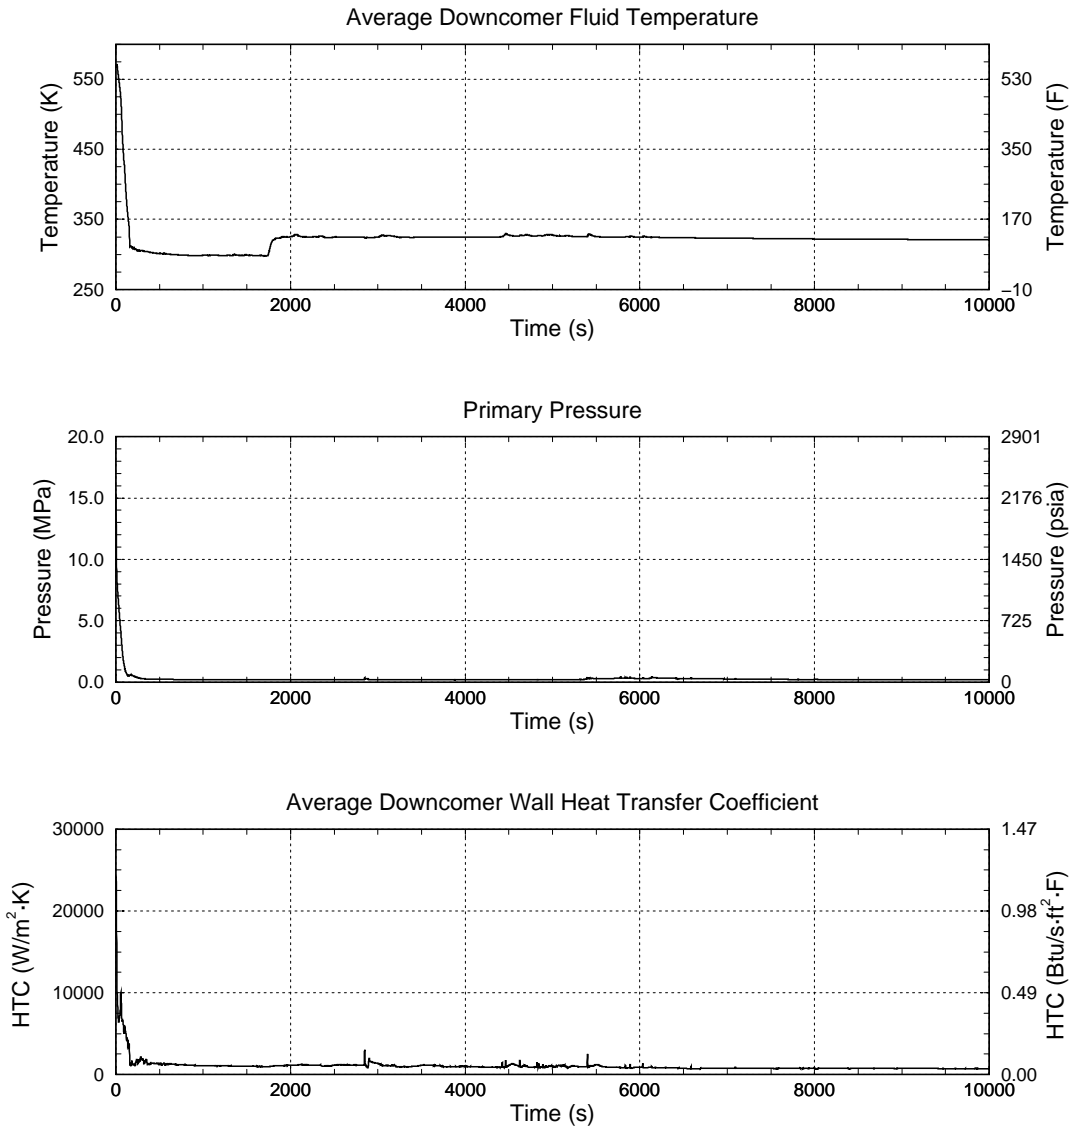 Average Downcomer Fluid Temperature
Temperature (K)
550
450
350
250
530
350
170
−10
Temperature (F)
0 2000 4000 6000 8000 10000
Time (s)
Primary Pressure
Pressure (MPa)
20.0
15.0
10.0
5.0
0.0
2901
2176
1450
725
0
Pressure (psia)
0 2000 4000 6000 8000 10000
Time (s)
Average Downcomer Wall Heat Transfer Coefficient
HTC (W/m²·K)
30000
20000
10000
0
1.47
0.98
0.49
0.00
HTC (Btu/s·ft²·F)
0 2000 4000 6000 8000 10000
Time (s)